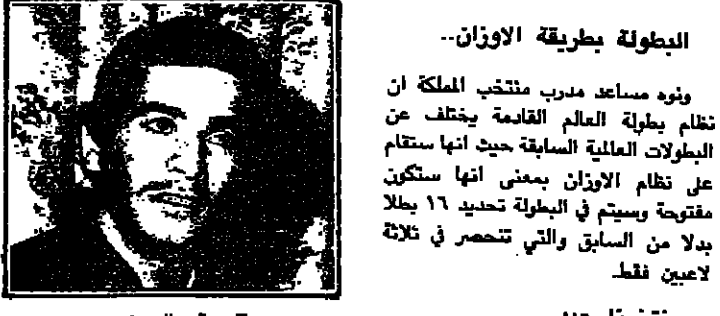 البطولة بطريقة الاوزان..
ونوه مساعد مدرب منتخب المملكة ان
نظام بطولة العالم القادمة يختلف عن
البطولات العالمية السابقة حيث انها ستقام
على نظام الاوزان بمعنى انها ستكون
مفتوحة وسيتم في البطولة تحديد ١٦ بطلا
بدلا من السابق والتي تنحصر في ثلاثة
لاعبين فقط.